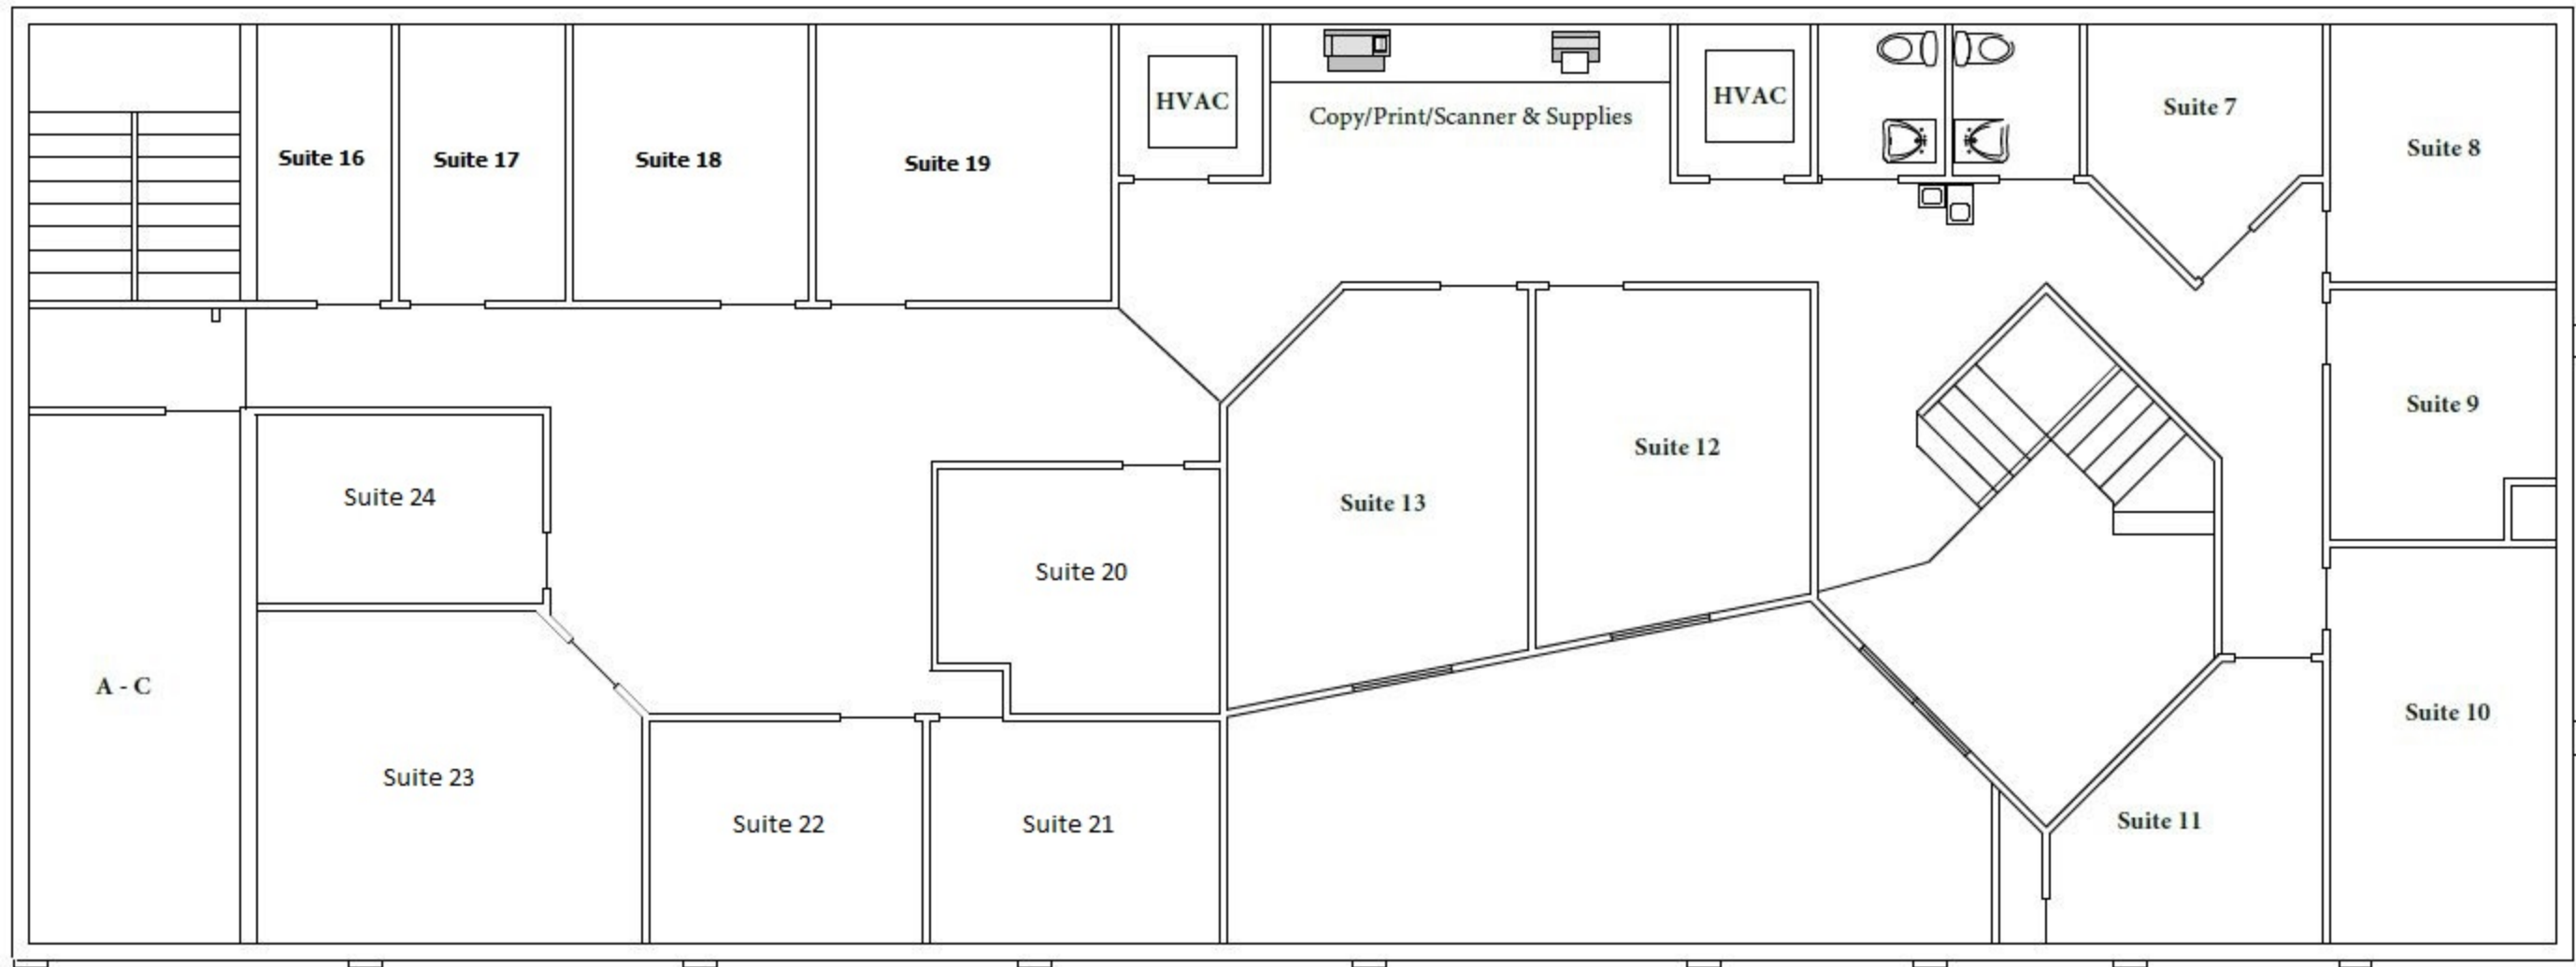 HVAC
HVAC
Copy/Print/Scanner & Supplies
Suite 7
Suite 8
Suite 16
Suite 17
Suite 18
Suite 19
Suite 9
Suite 12
Suite 13
Suite 24
Suite 20
A - C
Suite 10
Suite 23
Suite 22
Suite 21
Suite 11